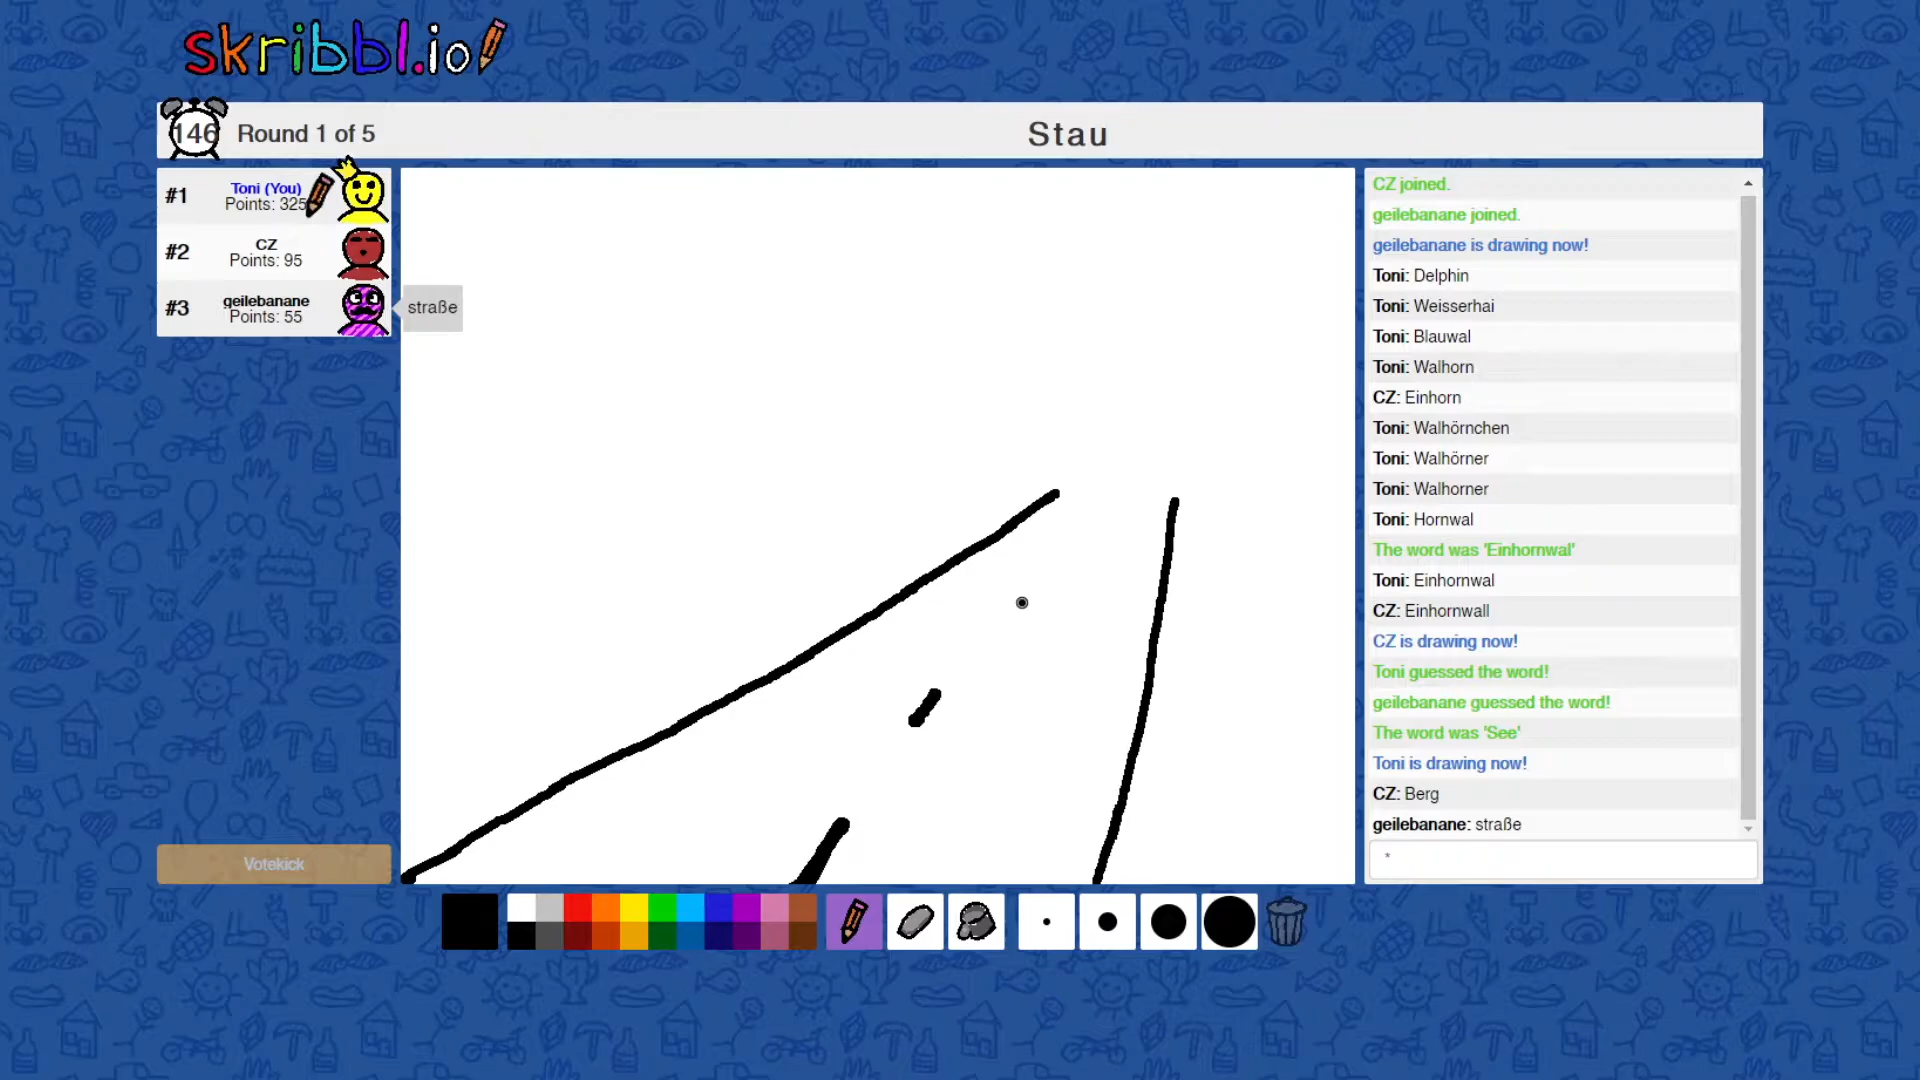 skribbl.io
146
Round 1 of 5
Stau
#1
Toni (You)
Points: 325
#2
CZ
Points: 95
#3
geilebanane
Points: 55
straße
Votekick
CZ joined.
geilebanane joined.
geilebanane is drawing now!
Toni: Delphin
Toni: Weisserhai
Toni: Blauwal
Toni: Walhorn
CZ: Einhorn
Toni: Walhörnchen
Toni: Walhörner
Toni: Walhorner
Toni: Hornwal
The word was 'Einhornwal'
Toni: Einhornwal
CZ: Einhornwall
CZ is drawing now!
Toni guessed the word!
geilebanane guessed the word!
The word was 'See'
Toni is drawing now!
CZ: Berg
geilebanane: straße
*